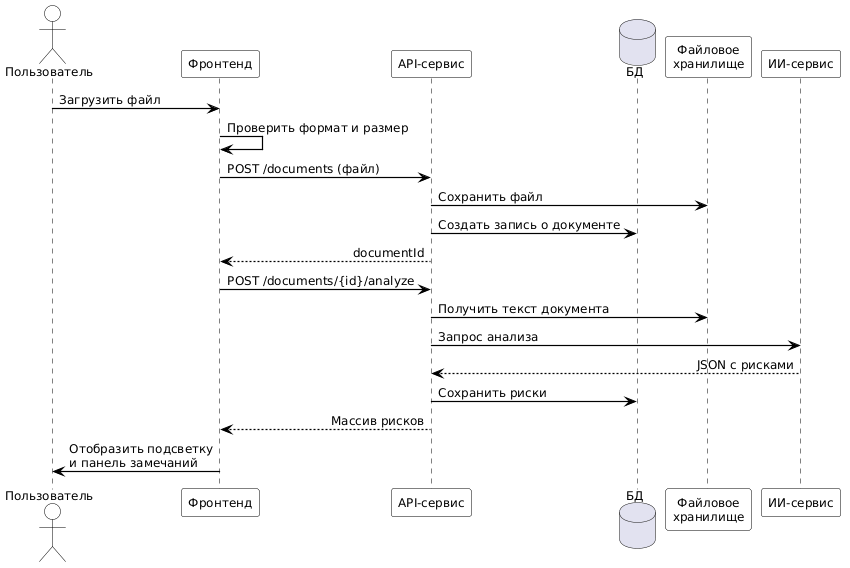 Пользователь
Фронтенд
API-сервис
БД
Файловое
хранилище
ИИ-сервис
Загрузить файл
Проверить формат и размер
POST /documents (файл)
Сохранить файл
Создать запись о документе
documentId
POST /documents/{id}/analyze
Получить текст документа
Запрос анализа
JSON с рисками
Сохранить риски
Массив рисков
Отобразить подсветку
и панель замечаний
Пользователь
Фронтенд
API-сервис
БД
Файловое
хранилище
ИИ-сервис